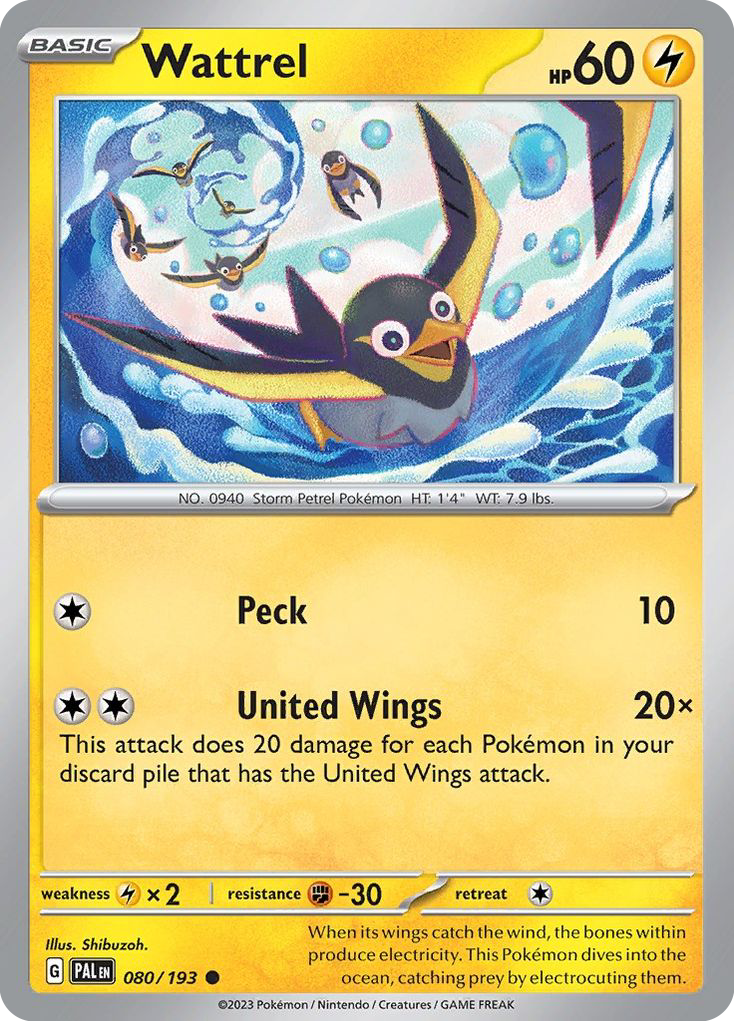 BASIC
Wattrel
HP60
NO. 0940 Storm Petrel Pokémon HT: 1'4" WT: 7.9 lbs.
Peck 10
United Wings 20×
This attack does 20 damage for each Pokémon in your
discard pile that has the United Wings attack.
weakness ×2 resistance -30 retreat
Illus. Shibuzoh.
G PAL EN 080/193
When its wings catch the wind, the bones within
produce electricity. This Pokémon dives into the
ocean, catching prey by electrocuting them.
©2023 Pokémon / Nintendo / Creatures / GAME FREAK